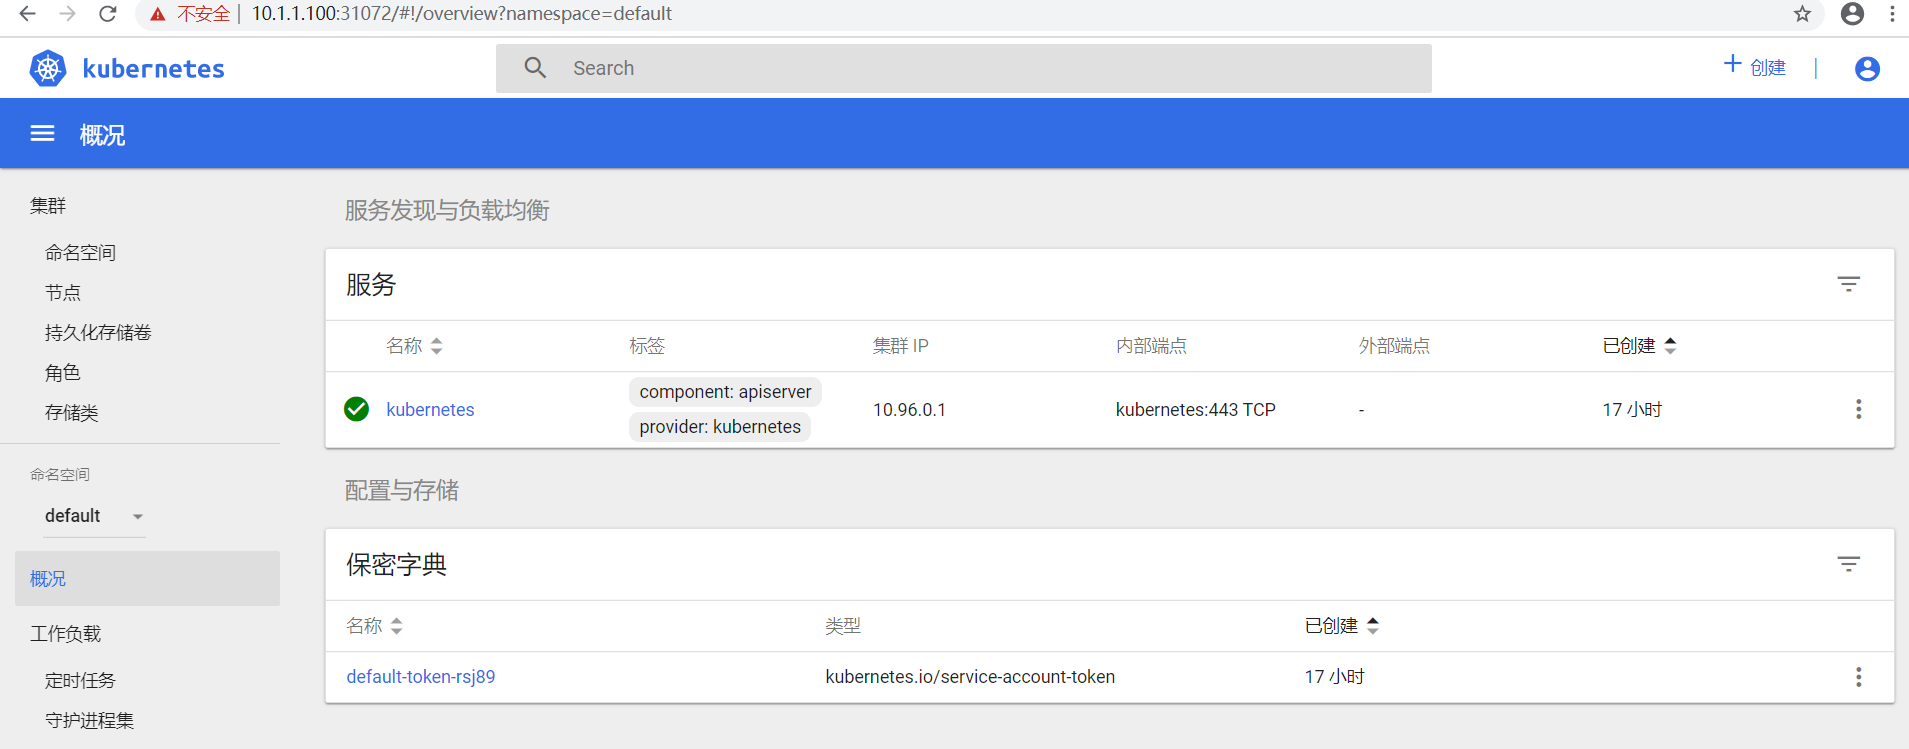 不安全 10.1.1.100:31072/#!/overview?namespace=default
kubernetes Search 创建
概况
集群
命名空间
节点
持久化存储卷
角色
存储类
命名空间
default
概况
工作负载
定时任务
守护进程集
服务发现与负载均衡
服务
名称 标签 集群 IP 内部端点 外部端点 已创建
kubernetes component: apiserver provider: kubernetes 10.96.0.1 kubernetes:443 TCP - 17 小时
配置与存储
保密字典
名称 类型 已创建
default-token-rsj89 kubernetes.io/service-account-token 17 小时